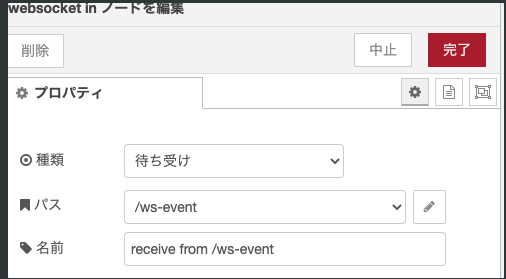 websocket in ノードを編集
削除
中止
完了
プロパティ
種類
待ち受け
パス
/ws-event
名前
receive from /ws-event